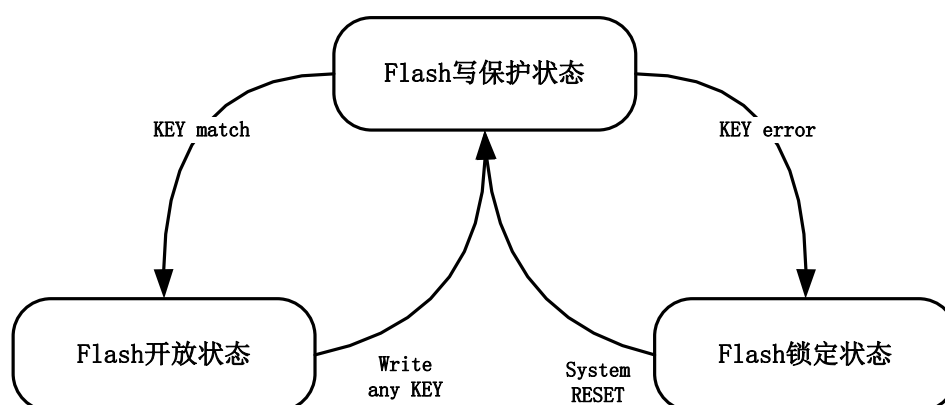 Flash写保护状态
KEY match
KEY error
Flash开放状态
Write
any KEY
System
RESET
Flash锁定状态